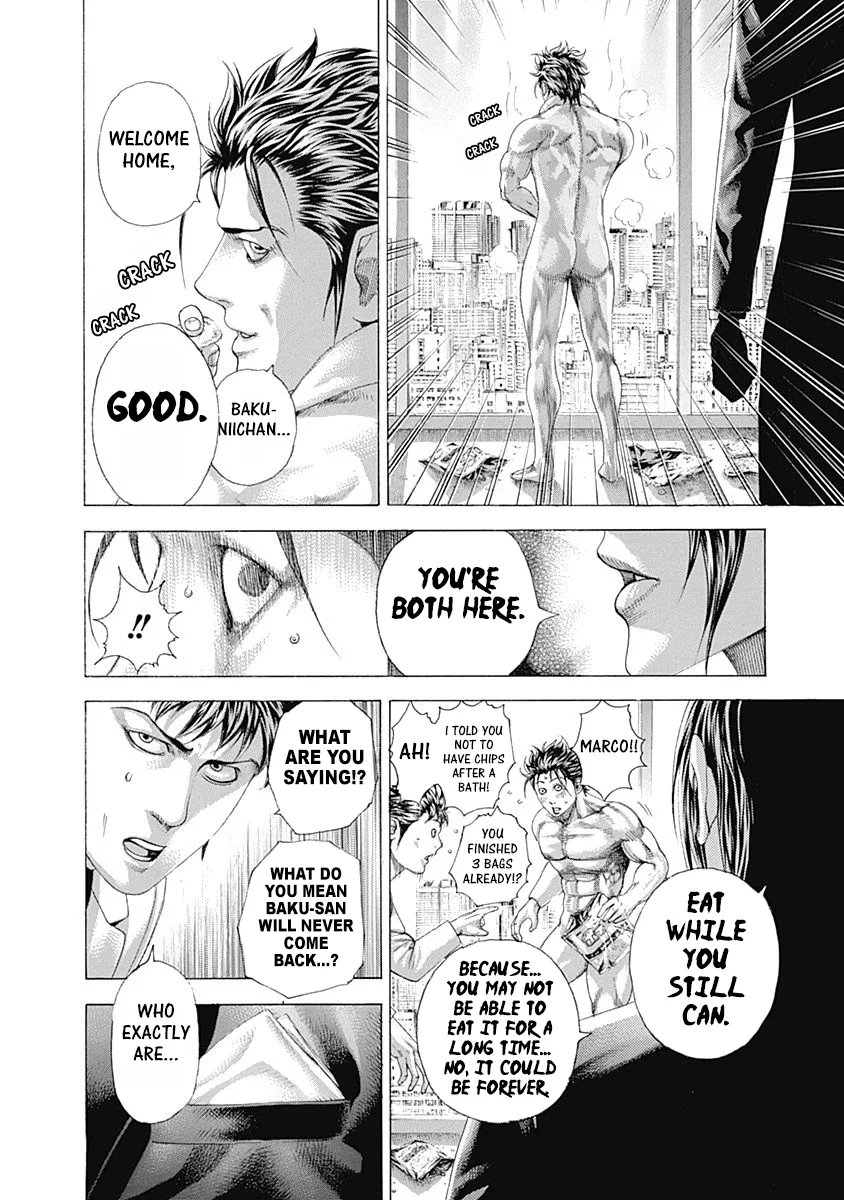 CRACK
CRACK
WELCOME
HOME,
CRACK
CRACK
BAKU-
NIICHAN...
GOOD.
YOU'RE
BOTH HERE.
!!
MARCO!!
I TOLD YOU
NOT TO
HAVE CHIPS
AFTER A
BATH!
AH!
YOU
FINISHED
3 BAGS
ALREADY!?
EAT
WHILE
YOU
STILL
CAN.
BECAUSE...
YOU MAY NOT
BE ABLE TO
EAT IT FOR A
LONG TIME...
NO, IT COULD
BE FOREVER.
WHAT
ARE YOU
SAYING!?
WHAT DO
YOU MEAN
BAKU-SAN
WILL NEVER
COME
BACK...?
WHO
EXACTLY
ARE...